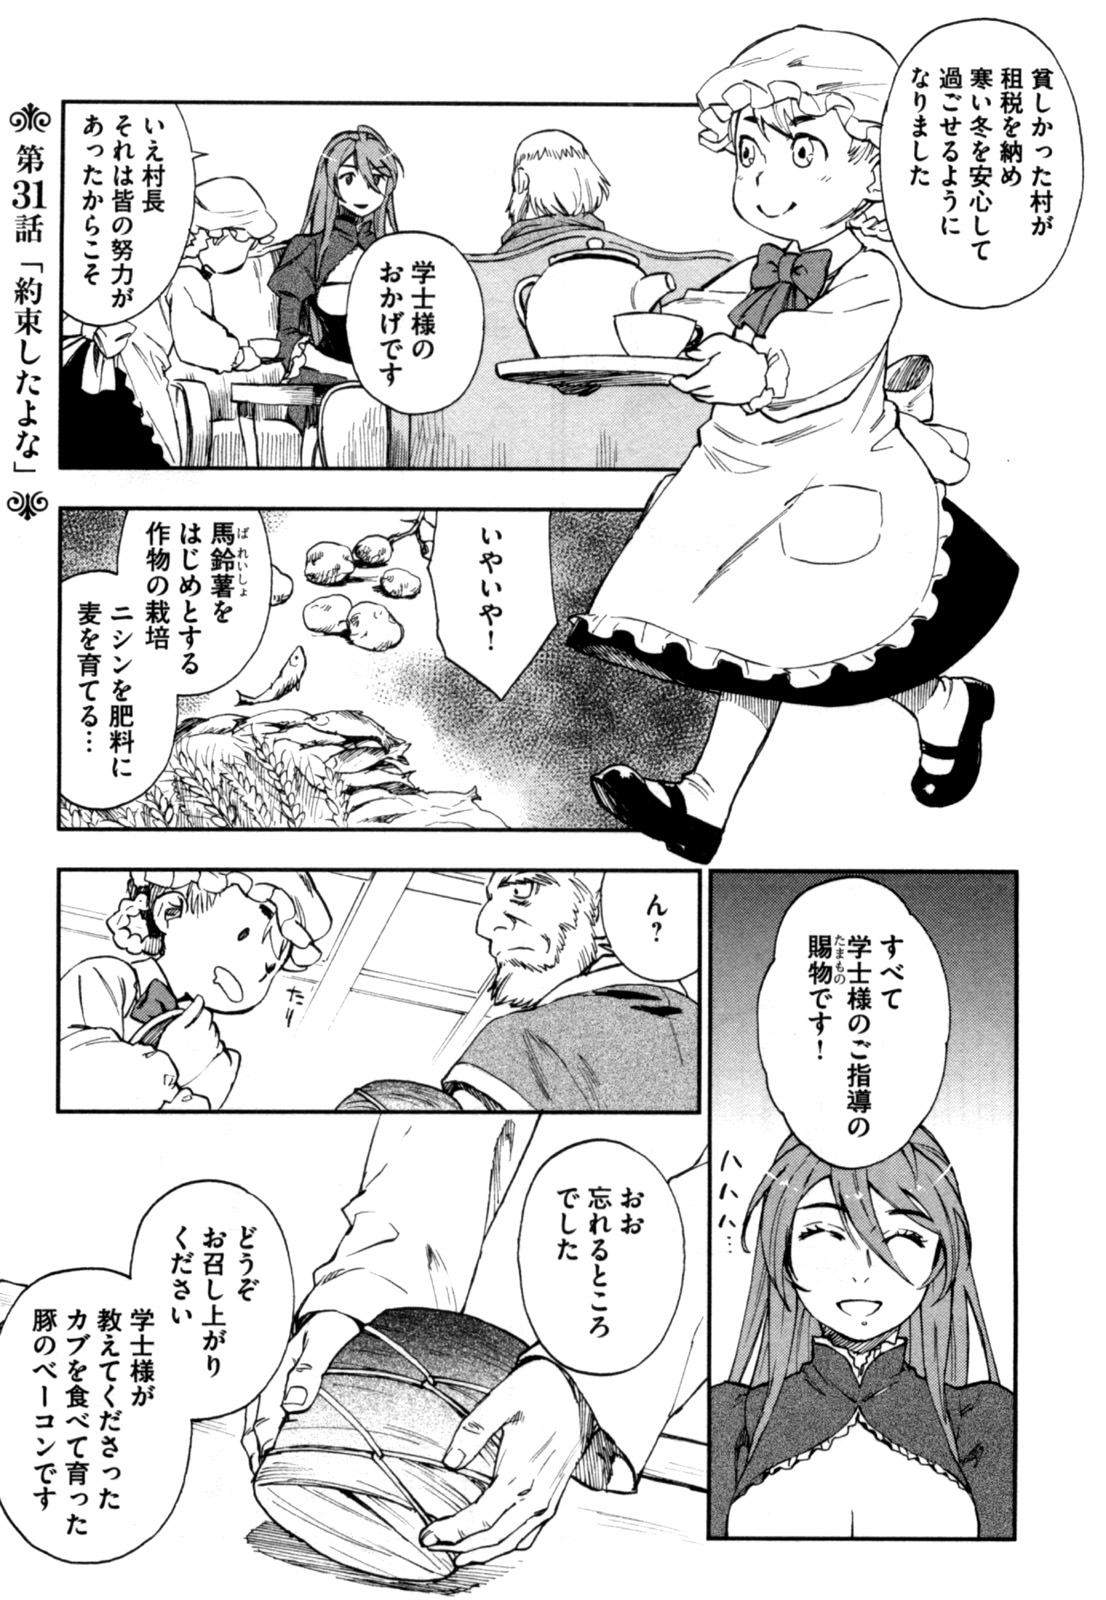 貧しかった村が
租税を納め
寒い冬を安心して
過ごせるように
なりました
学士様の
おかげです
いえ村長
それは皆の努力が
あったからこそ
第31話「約束したよな」
いやいや！
馬鈴薯を
ばれいしょ
はじめとする
作物の栽培
ニシンを肥料に
麦を育てる…
すべて
学士様のご指導の
賜物です！
たまもの
ハハハ…
ん？
たり
おお
忘れるところ
でした
どうぞ
お召し上がり
ください
学士様が
教えてくださった
カブを食べて育った
豚のベーコンです